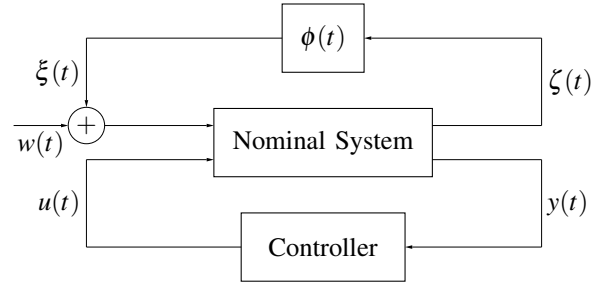 ϕ(t)
ξ(t)
ζ(t)
+
w(t)
Nominal System
u(t)
y(t)
Controller